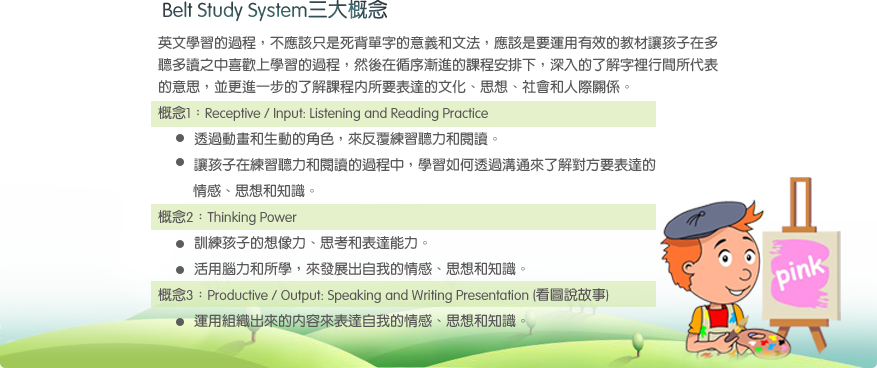 Belt Study System三大概念
英文學習的過程，不應該只是死背單字的意義和文法，應該是要運用有效的教材讓孩子在多
聽多讀之中喜歡上學習的過程，然後在循序漸進的課程安排下，深入的了解字裡行間所代表
的意思，並更進一步的了解課程內所要表達的文化、思想、社會和人際關係。
概念1：Receptive / Input: Listening and Reading Practice
● 透過動畫和生動的角色，來反覆練習聽力和閱讀。
● 讓孩子在練習聽力和閱讀的過程中，學習如何透過溝通來了解對方要表達的
情感、思想和知識。
概念2：Thinking Power
● 訓練孩子的想像力、思考和表達能力。
● 活用腦力和所學，來發展出自我的情感、思想和知識。
概念3：Productive / Output: Speaking and Writing Presentation (看圖說故事)
● 運用組織出來的內容來表達自我的情感、思想和知識。
pink